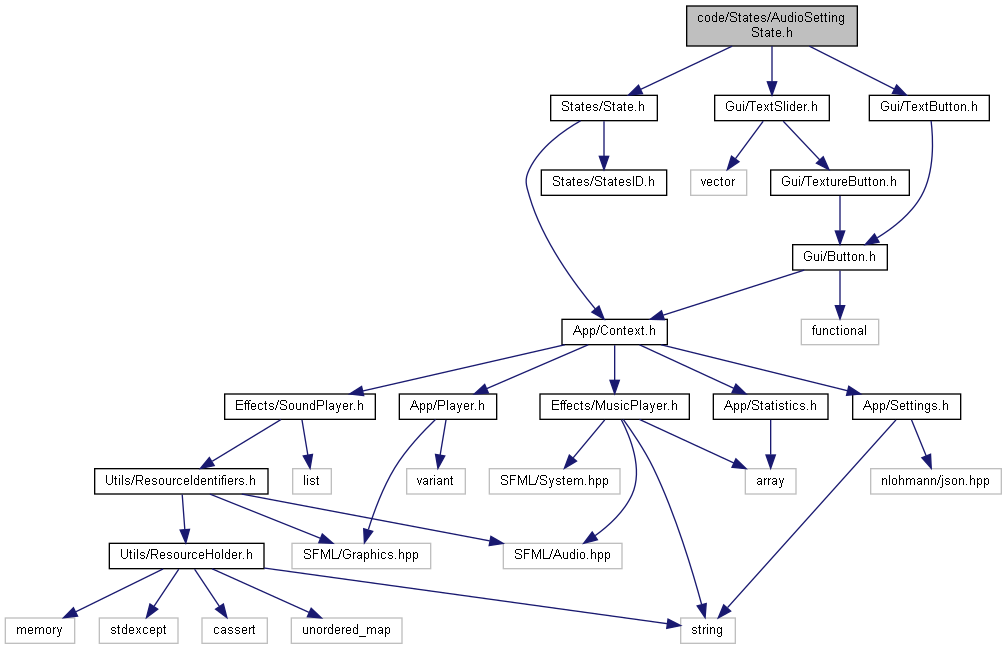 code/States/AudioSetting
State.h
States/State.h
Gui/TextSlider.h
Gui/TextButton.h
States/StatesID.h
vector
Gui/TextureButton.h
Gui/Button.h
App/Context.h
functional
Effects/SoundPlayer.h
App/Player.h
Effects/MusicPlayer.h
App/Statistics.h
App/Settings.h
Utils/ResourceIdentifiers.h
list
variant
SFML/System.hpp
array
nlohmann/json.hpp
Utils/ResourceHolder.h
SFML/Graphics.hpp
SFML/Audio.hpp
memory
stdexcept
cassert
unordered_map
string